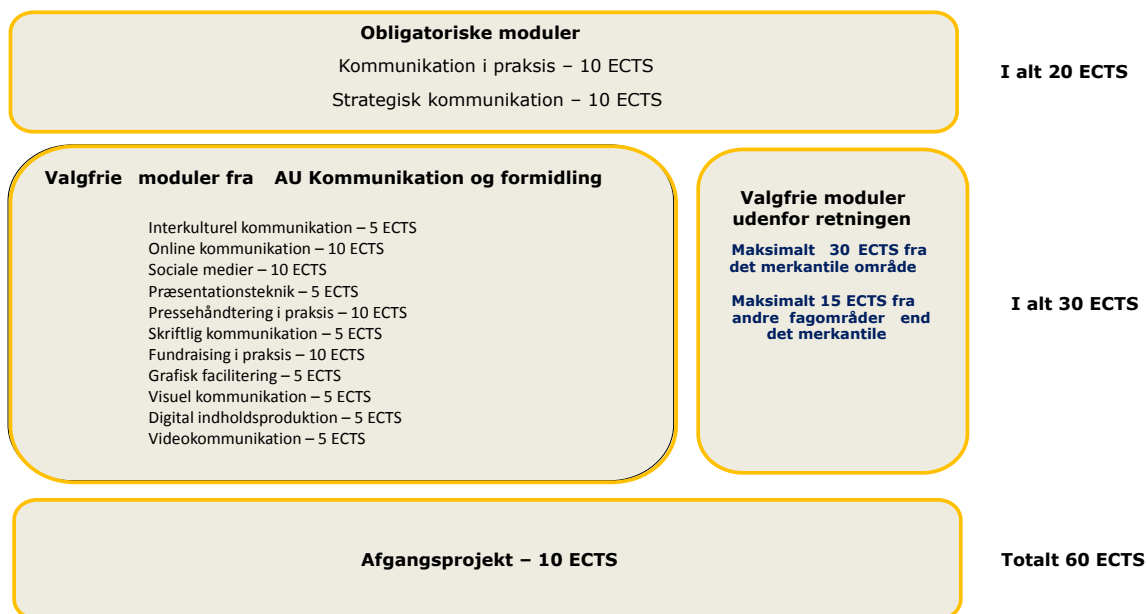 Obligatoriske moduler
Kommunikation i praksis – 10 ECTS
Strategisk kommunikation – 10 ECTS
I alt 20 ECTS
Valgfrie moduler fra AU Kommunikation og formidling
Interkulturel kommunikation – 5 ECTS
Online kommunikation – 10 ECTS
Sociale medier – 10 ECTS
Præsentationsteknik – 5 ECTS
Pressehåndtering i praksis – 10 ECTS
Skriftlig kommunikation – 5 ECTS
Fundraising i praksis – 10 ECTS
Grafisk facilitering – 5 ECTS
Visuel kommunikation – 5 ECTS
Digital indholdsproduktion – 5 ECTS
Videokommunikation – 5 ECTS
Valgfrie moduler
udenfor retningen
Maksimalt 30 ECTS fra
det merkantile område
Maksimalt 15 ECTS fra
andre fagområder end
det merkantile
I alt 30 ECTS
Afgangsprojekt – 10 ECTS
Totalt 60 ECTS